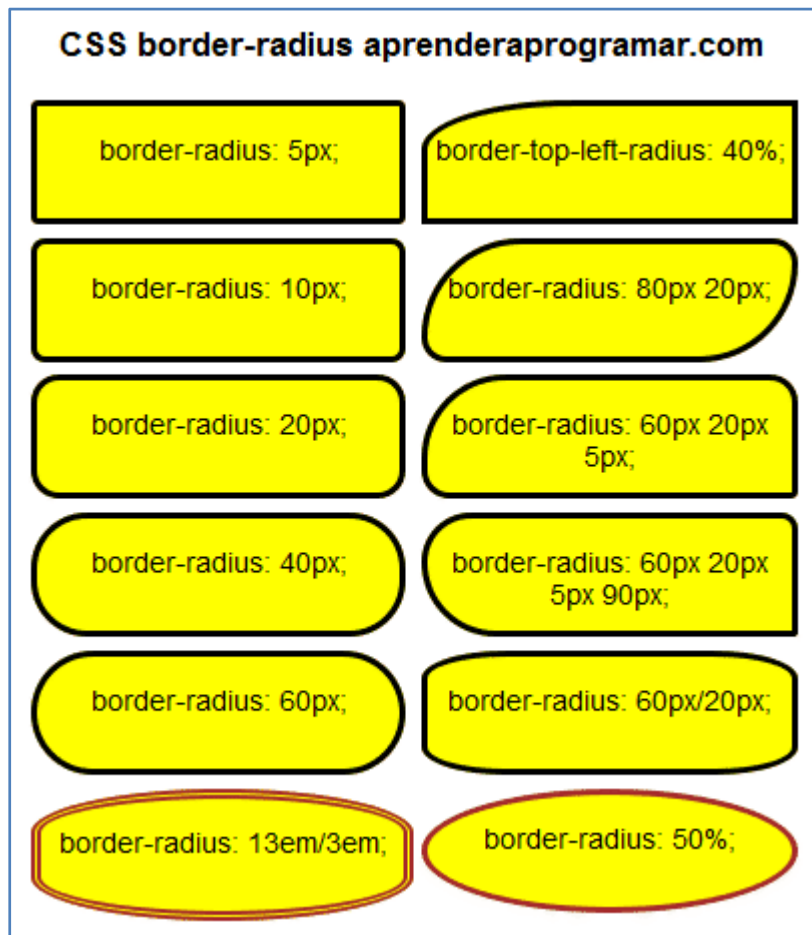 CSS border-radius aprenderaprogramar.com
border-radius: 5px;
border-top-left-radius: 40%;
border-radius: 10px;
border-radius: 80px 20px;
border-radius: 20px;
border-radius: 60px 20px
5px;
border-radius: 40px;
border-radius: 60px 20px
5px 90px;
border-radius: 60px;
border-radius: 60px/20px;
border-radius: 13em/3em;
border-radius: 50%;